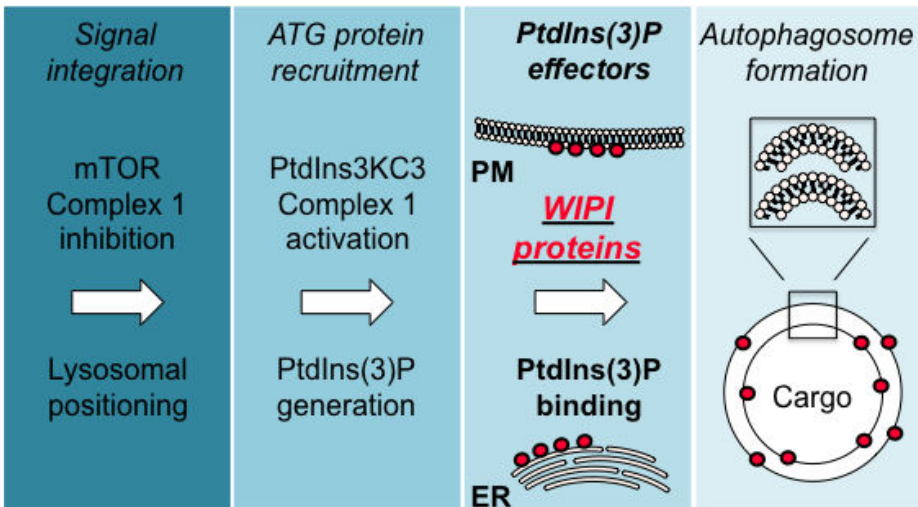 Signal
integration
mTOR
Complex 1
inhibition
Lysosomal
positioning
ATG protein
recruitment
PtdIns3KC3
Complex 1
activation
PtdIns(3)P
generation
PtdIns(3)P
effectors
PM
WIPI
proteins
PtdIns(3)P
binding
ER
Autophagosome
formation
Cargo